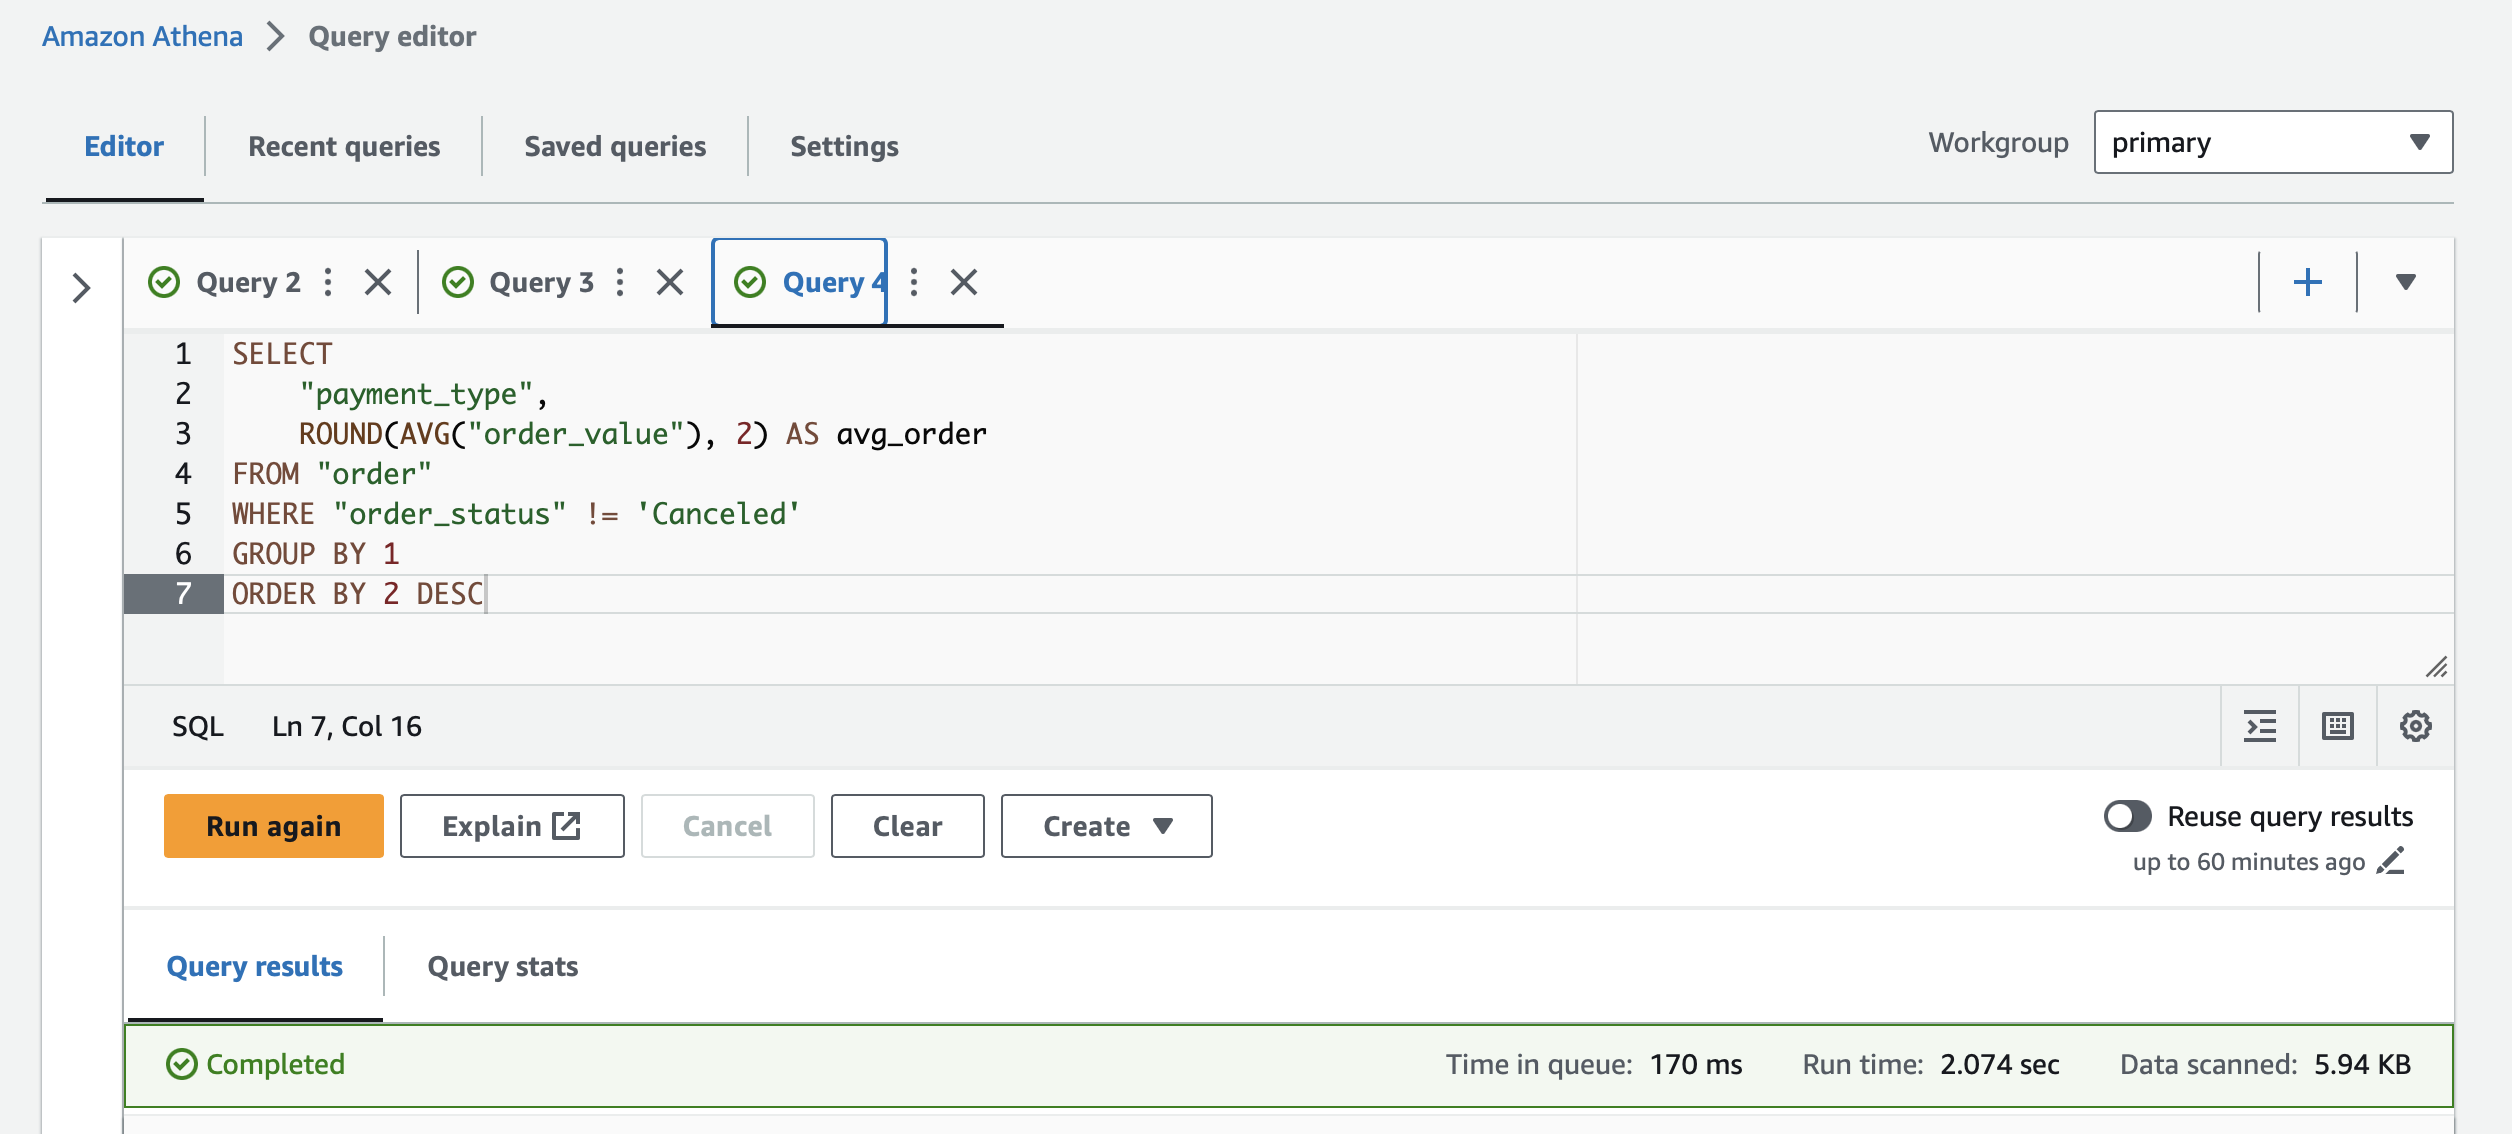 Amazon Athena > Query editor
Editor Recent queries Saved queries Settings Workgroup primary
Query 2 Query 3 Query 4
1 SELECT
2 "payment_type",
3 ROUND(AVG("order_value"), 2) AS avg_order
4 FROM "order"
5 WHERE "order_status" != 'Canceled'
6 GROUP BY 1
7 ORDER BY 2 DESC
SQL Ln 7, Col 16
Run again Explain Cancel Clear Create Reuse query results
up to 60 minutes ago
Query results Query stats
Completed Time in queue: 170 ms Run time: 2.074 sec Data scanned: 5.94 KB